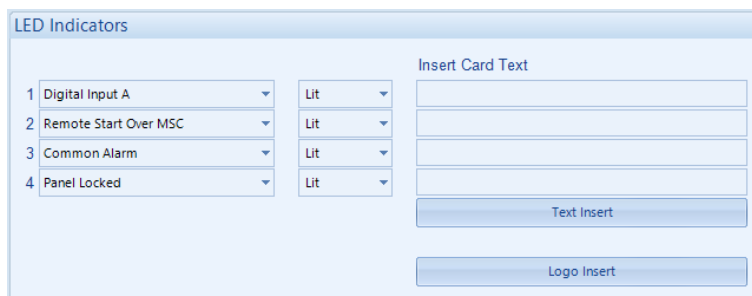 LED Indicators
Insert Card Text
1 Digital Input A Lit
2 Remote Start Over MSC Lit
3 Common Alarm Lit
4 Panel Locked Lit
Text Insert
Logo Insert